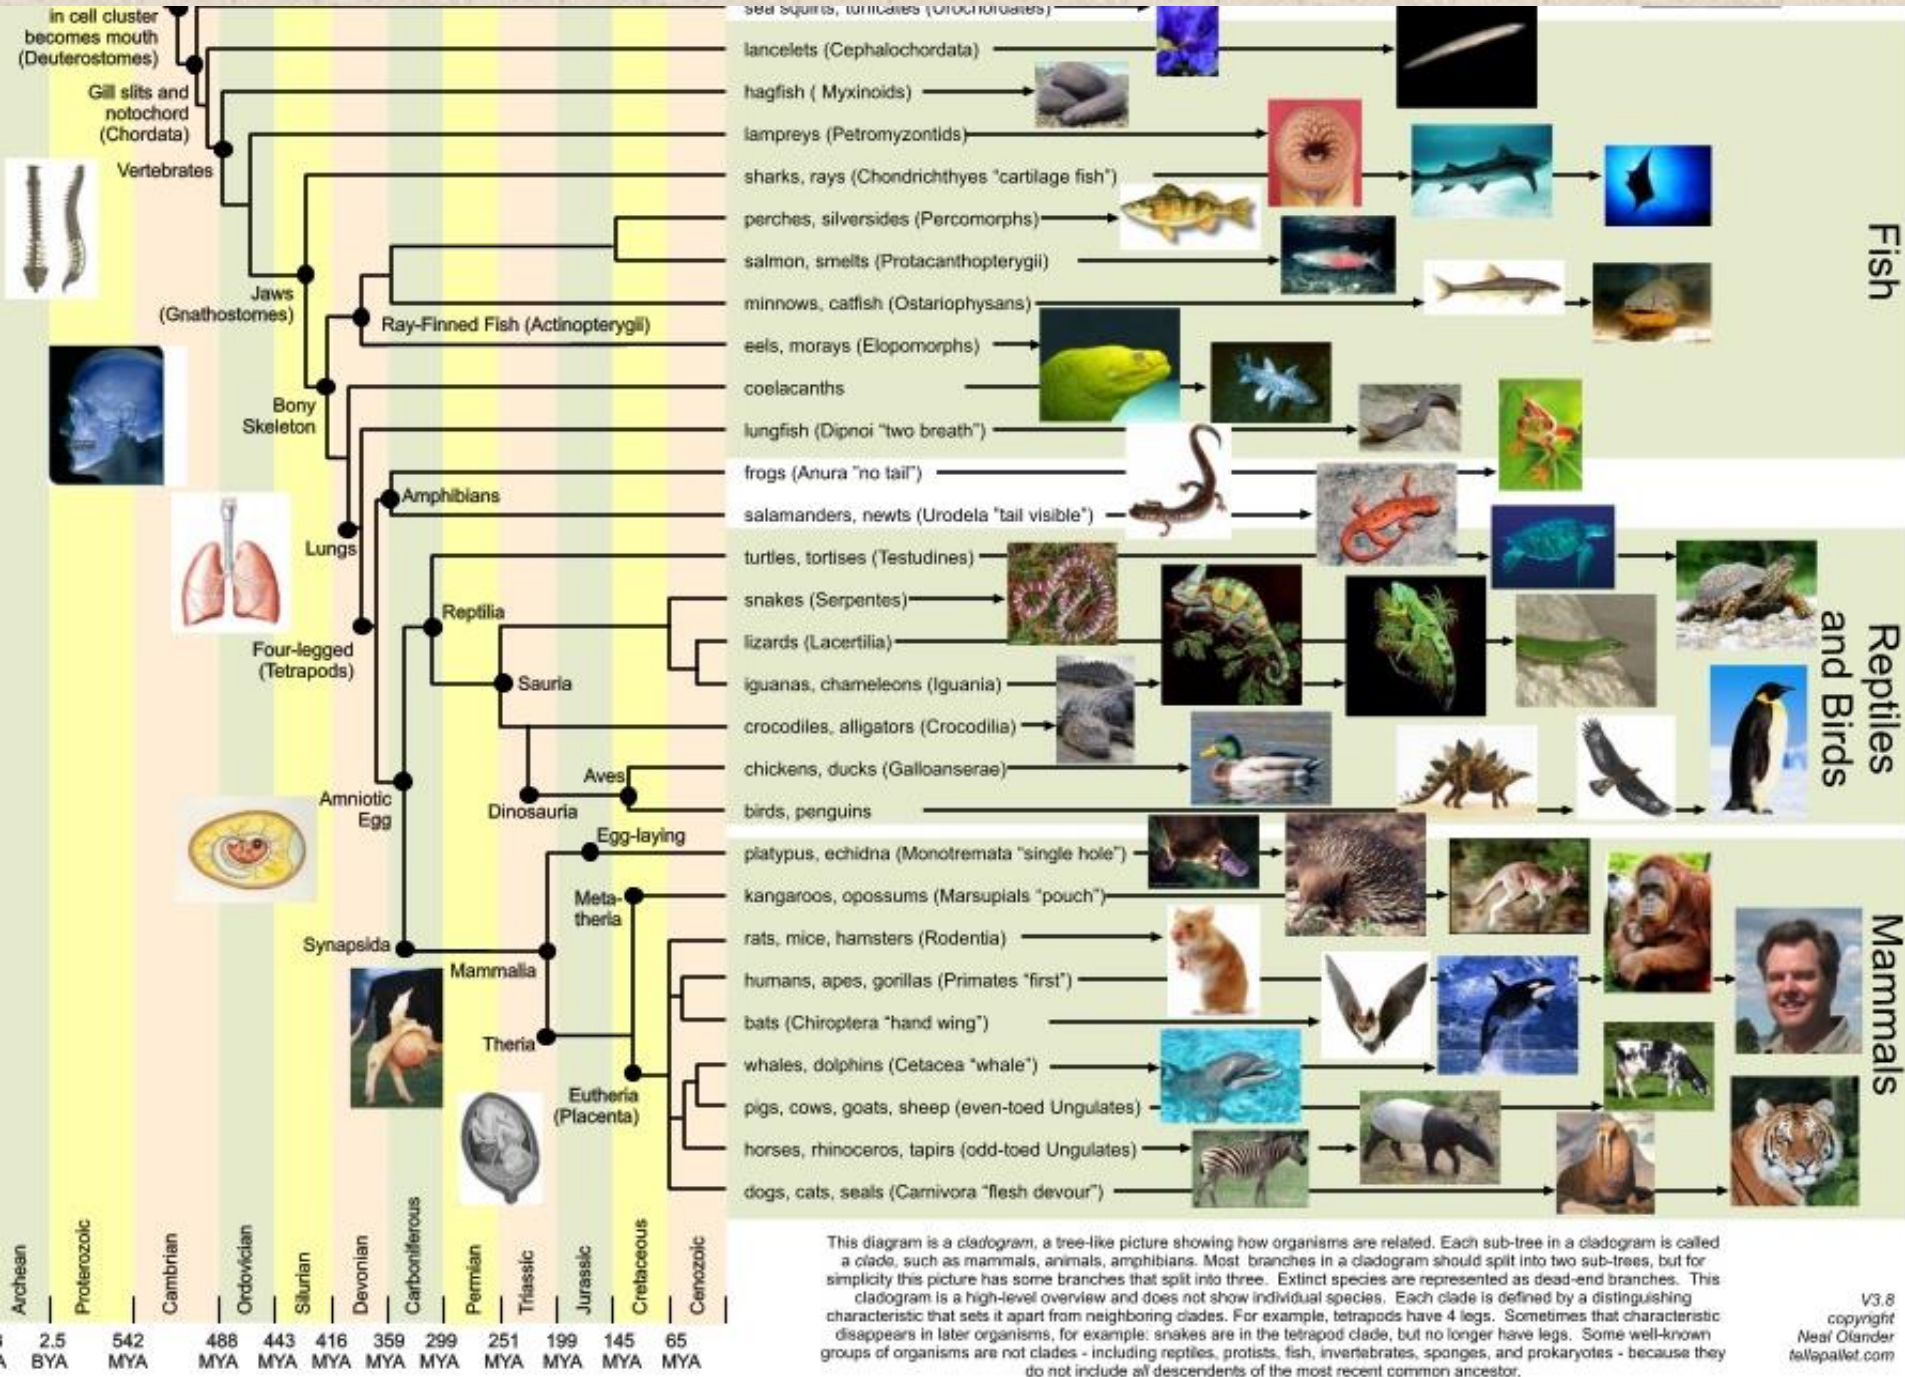 in cell cluster
becomes mouth
(Deuterostomes)
Gill slits and
notochord
(Chordata)
Vertebrates
Jaws
(Gnathostomes)
Ray-Finned Fish (Actinopterygii)
Bony
Skeleton
Amphibians
Lungs
Reptilia
Four-legged
(Tetrapods)
Sauria
Amniotic
Egg
Aves
Dinosauria
Egg-laying
Meta-
theria
Synapsida
Mammalia
Theria
Eutheria
(Placenta)
sea squirts, tunicates (Urochordates)
lancelets (Cephalochordata)
hagfish ( Myxinoids)
lampreys (Petromyzontids)
sharks, rays (Chondrichthyes “cartilage fish”)
perches, silversides (Percomorphs)
salmon, smelts (Protacanthopterygii)
minnows, catfish (Ostariophysans)
eels, morays (Elopomorphs)
coelacanths
lungfish (Dipnoi “two breath”)
frogs (Anura "no tail”)
salamanders, newts (Urodela “tail visible”)
turtles, tortises (Testudines)
snakes (Serpentes)
lizards (Lacertilia)
iguanas, chameleons (Iguania)
crocodiles, alligators (Crocodilia)
chickens, ducks (Galloanserae)
birds, penguins
platypus, echidna (Monotremata “single hole”)
kangaroos, opossums (Marsupials “pouch”)
rats, mice, hamsters (Rodentia)
humans, apes, gorillas (Primates “first”)
bats (Chiroptera “hand wing”)
whales, dolphins (Cetacea “whale”)
pigs, cows, goats, sheep (even-toed Ungulates)
horses, rhinoceros, tapirs (odd-toed Ungulates)
dogs, cats, seals (Carnivora “flesh devour”)
Fish
Reptiles
and Birds
Mammals
Archean
Proterozoic
Cambrian
Ordovician
Silurian
Devonian
Carboniferous
Permian
Triassic
Jurassic
Cretaceous
Cenozoic
2.5 542 488 443 416 359 299 251 199 145 65
BYA MYA MYA MYA MYA MYA MYA MYA MYA MYA MYA
This diagram is a cladogram, a tree-like picture showing how organisms are related. Each sub-tree in a cladogram is called
a clade, such as mammals, animals, amphibians. Most branches in a cladogram should split into two sub-trees, but for
simplicity this picture has some branches that split into three. Extinct species are represented as dead-end branches. This
cladogram is a high-level overview and does not show individual species. Each clade is defined by a distinguishing
characteristic that sets it apart from neighboring clades. For example, tetrapods have 4 legs. Sometimes that characteristic
disappears in later organisms, for example: snakes are in the tetrapod clade, but no longer have legs. Some well-known
groups of organisms are not clades - including reptiles, protists, fish, invertebrates, sponges, and prokaryotes - because they
do not include all descendents of the most recent common ancestor.
V3.8
copyright
Neal Olander
tellapallet.com